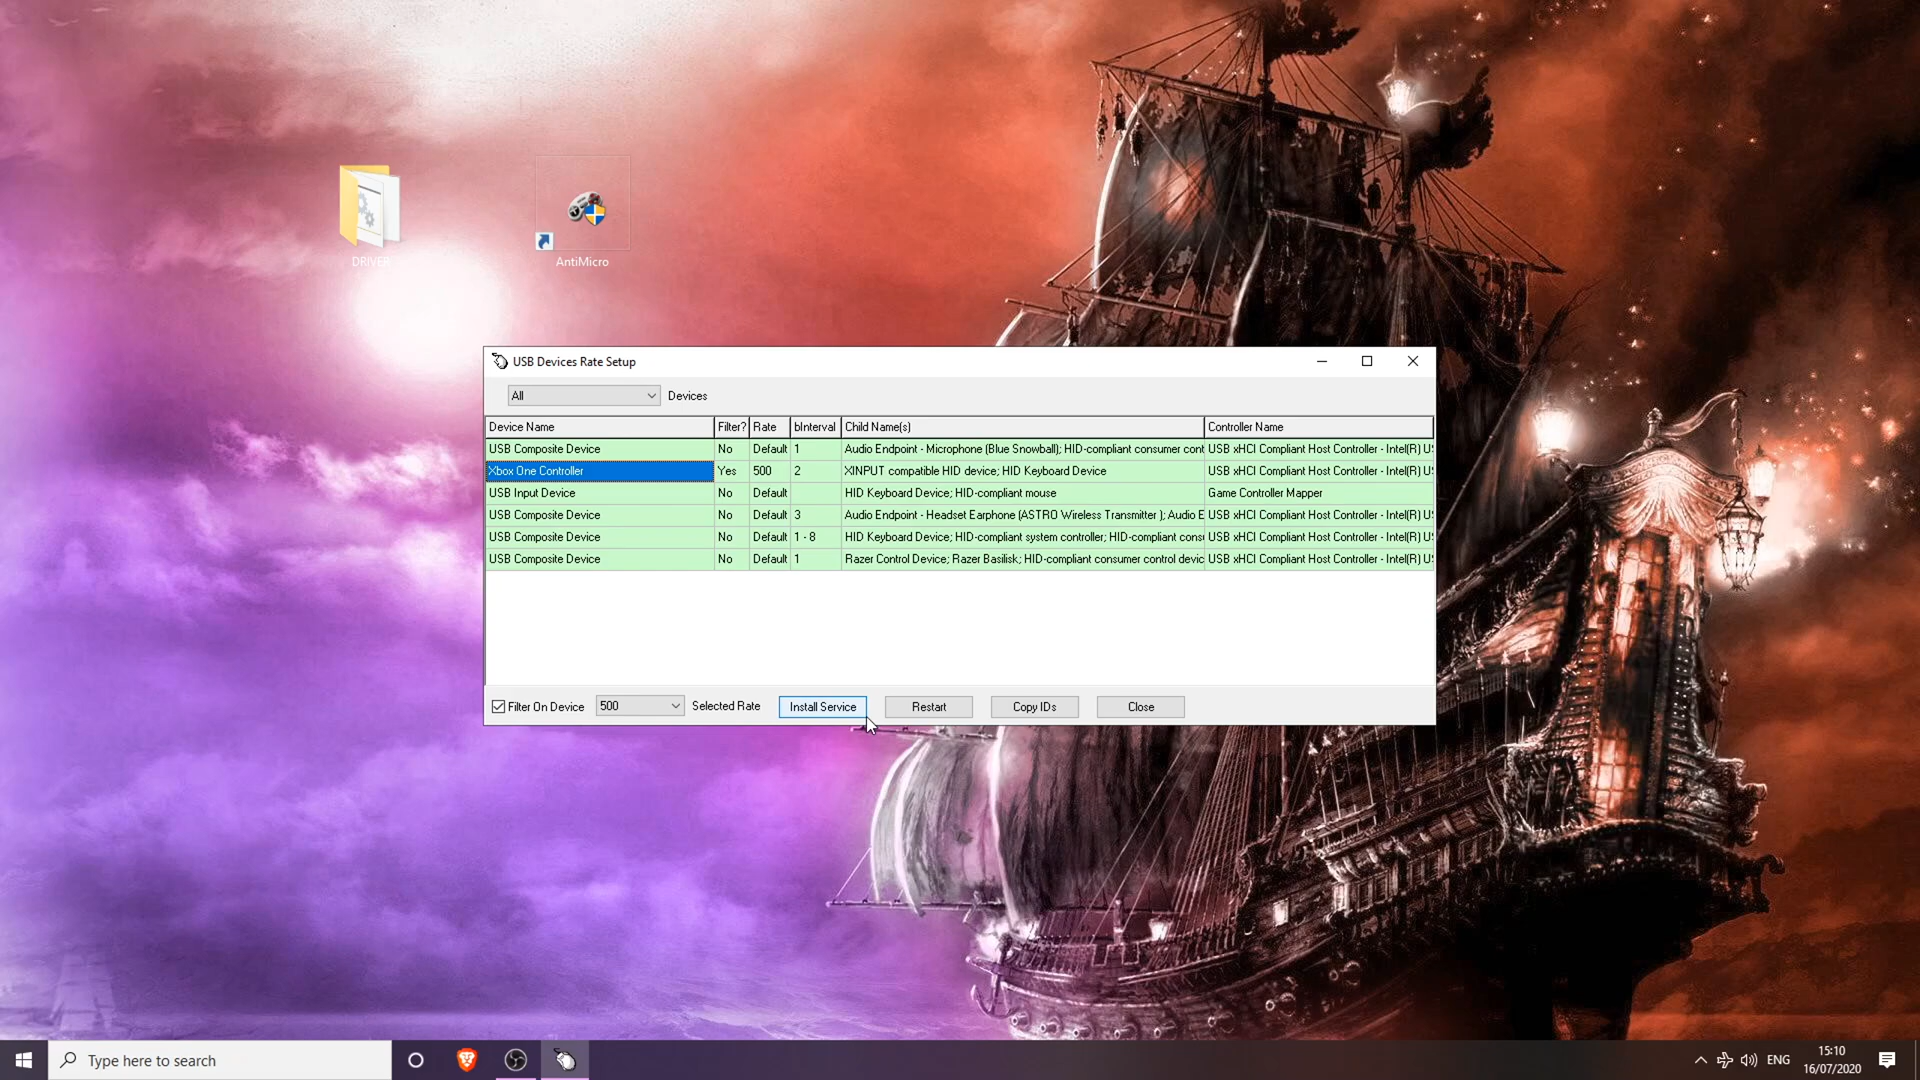 DRIVER
AntiMicro
USB Devices Rate Setup
All Devices
Device Name Filter? Rate bInterval Child Name(s) Controller Name
USB Composite Device No Default 1 Audio Endpoint - Microphone (Blue Snowball); HID-compliant consumer cont USB xHCI Compliant Host Controller - Intel(R) U
Xbox One Controller Yes 500 2 XINPUT compatible HID device; HID Keyboard Device USB xHCI Compliant Host Controller - Intel(R) U
USB Input Device No Default HID Keyboard Device; HID-compliant mouse Game Controller Mapper
USB Composite Device No Default 3 Audio Endpoint - Headset Earphone (ASTRO Wireless Transmitter ); Audio E USB xHCI Compliant Host Controller - Intel(R) U
USB Composite Device No Default 1 - 8 HID Keyboard Device; HID-compliant system controller; HID-compliant cons USB xHCI Compliant Host Controller - Intel(R) U
USB Composite Device No Default 1 Razer Control Device; Razer Basilisk; HID-compliant consumer control devic USB xHCI Compliant Host Controller - Intel(R) U
Filter On Device 500 Selected Rate Install Service Restart Copy IDs Close
Type here to search
ENG
15:10
16/07/2020